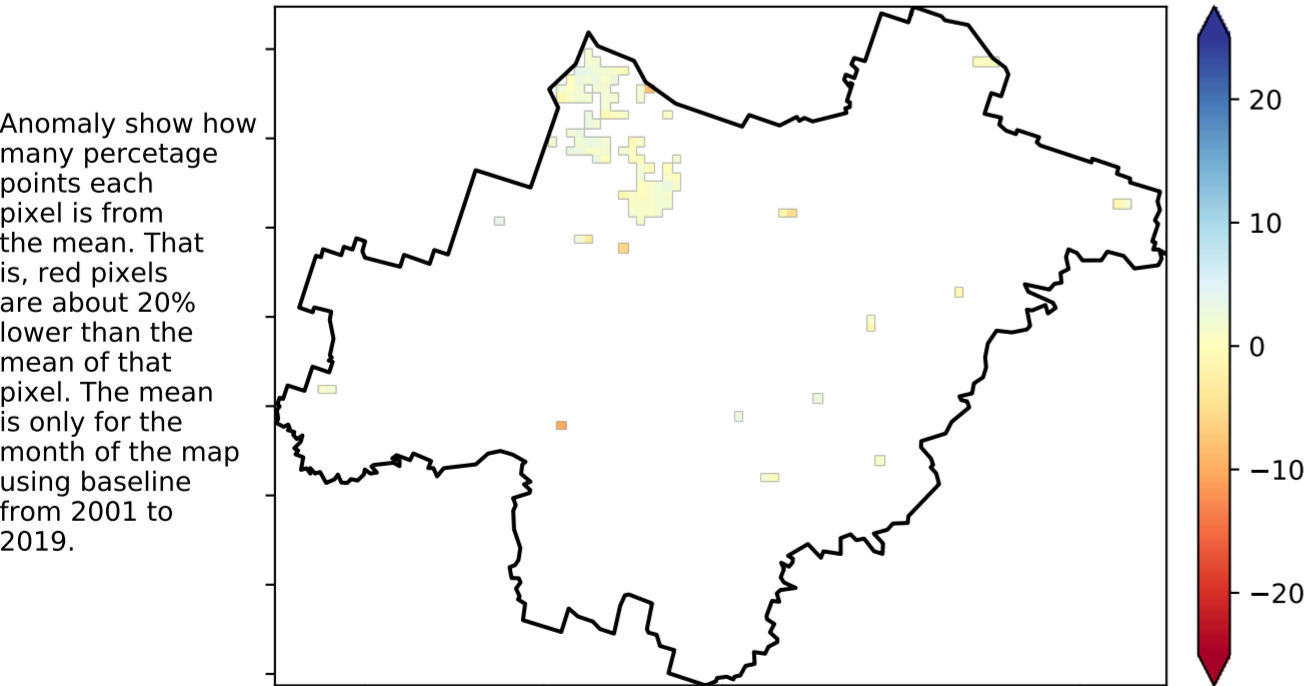 Anomaly show how
many percetage
points each
pixel is from
the mean. That
is, red pixels
are about 20%
lower than the
mean of that
pixel. The mean
is only for the
month of the map
using baseline
from 2001 to
2019.
20
10
0
−10
−20